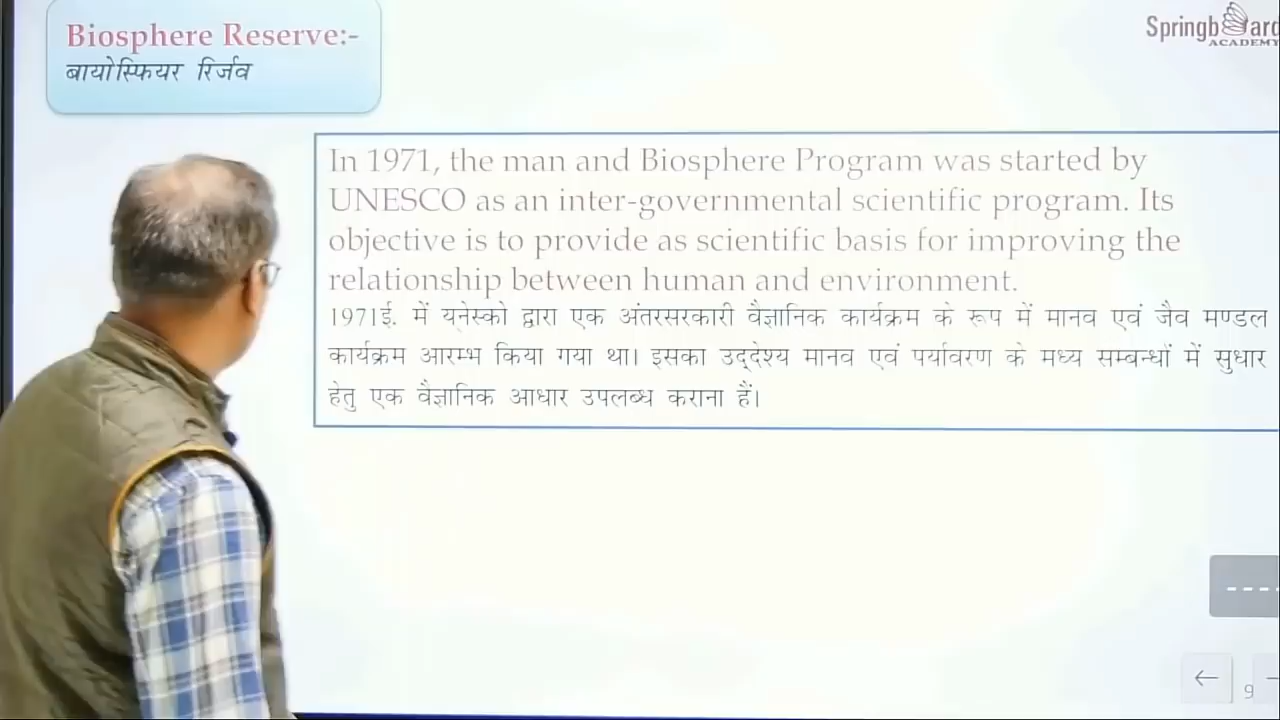 Biosphere Reserve:-
बायोस्फियर रिर्जव
Springb ard
ACADEMY
In 1971, the man and Biosphere Program was started by
UNESCO as an inter-governmental scientific program. Its
objective is to provide as scientific basis for improving the
relationship between human and environment.
1971ई. में यनेस्को द्वारा एक अंतरसरकारी वैज्ञानिक कार्यक्रम के रूप में मानव एवं जैव मण्डल
कार्यक्रम आरम्भ किया गया था। इसका उद्देश्य मानव एवं पर्यावरण के मध्य सम्बन्धों में सुधार
हेतु एक वैज्ञानिक आधार उपलब्ध कराना हैं।
9